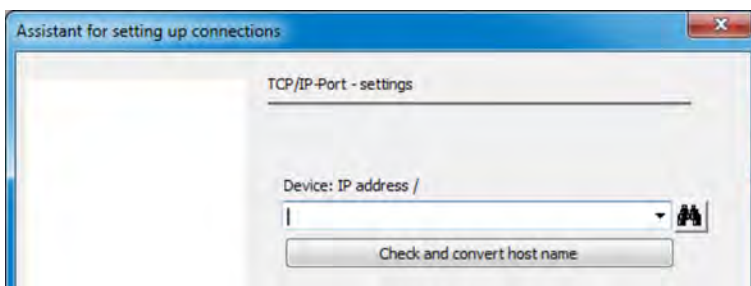 Assistant for setting up connections
TCP/IP-Port - settings
Device: IP address /
Check and convert host name